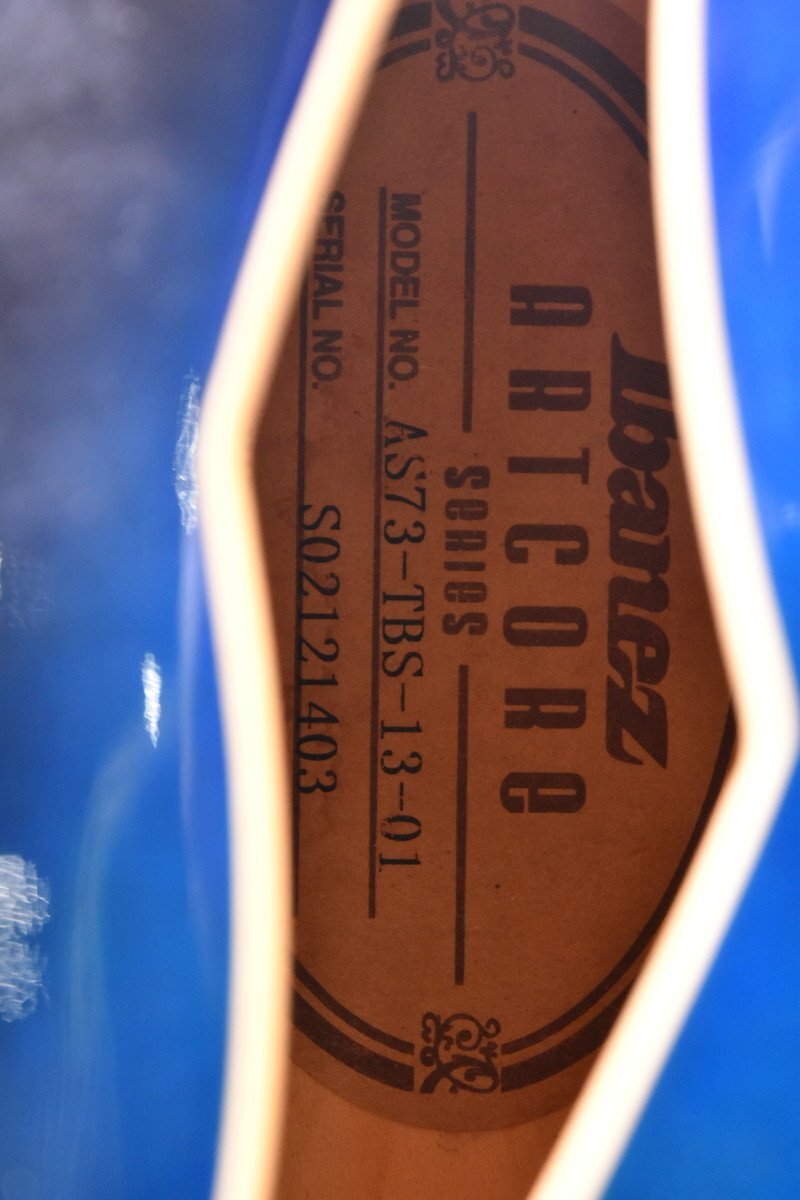 Ibanez
ARTCORE
SERIES
MODEL NO. AS73-TBS-13-01
SERIAL NO. S02121403